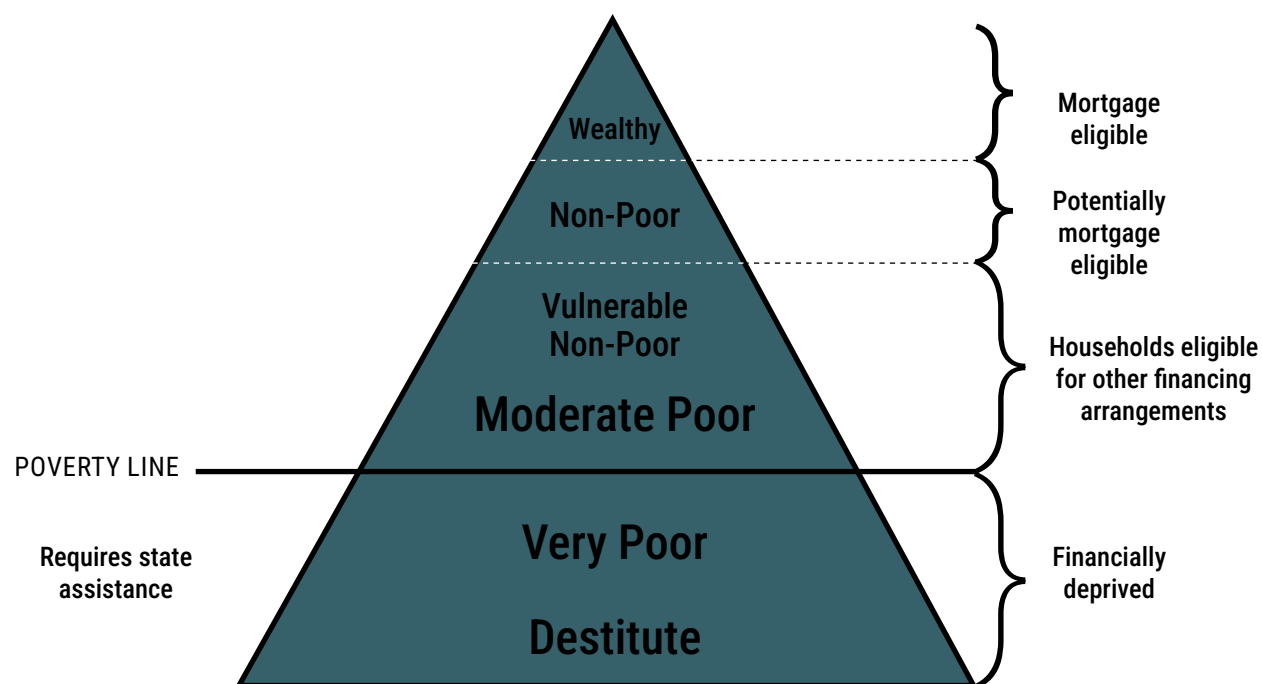 Wealthy
Mortgage
eligible
Non-Poor
Potentially
mortgage
eligible
Vulnerable
Non-Poor
Moderate Poor
Households eligible
for other financing
arrangements
POVERTY LINE
Requires state
assistance
Very Poor
Destitute
Financially
deprived